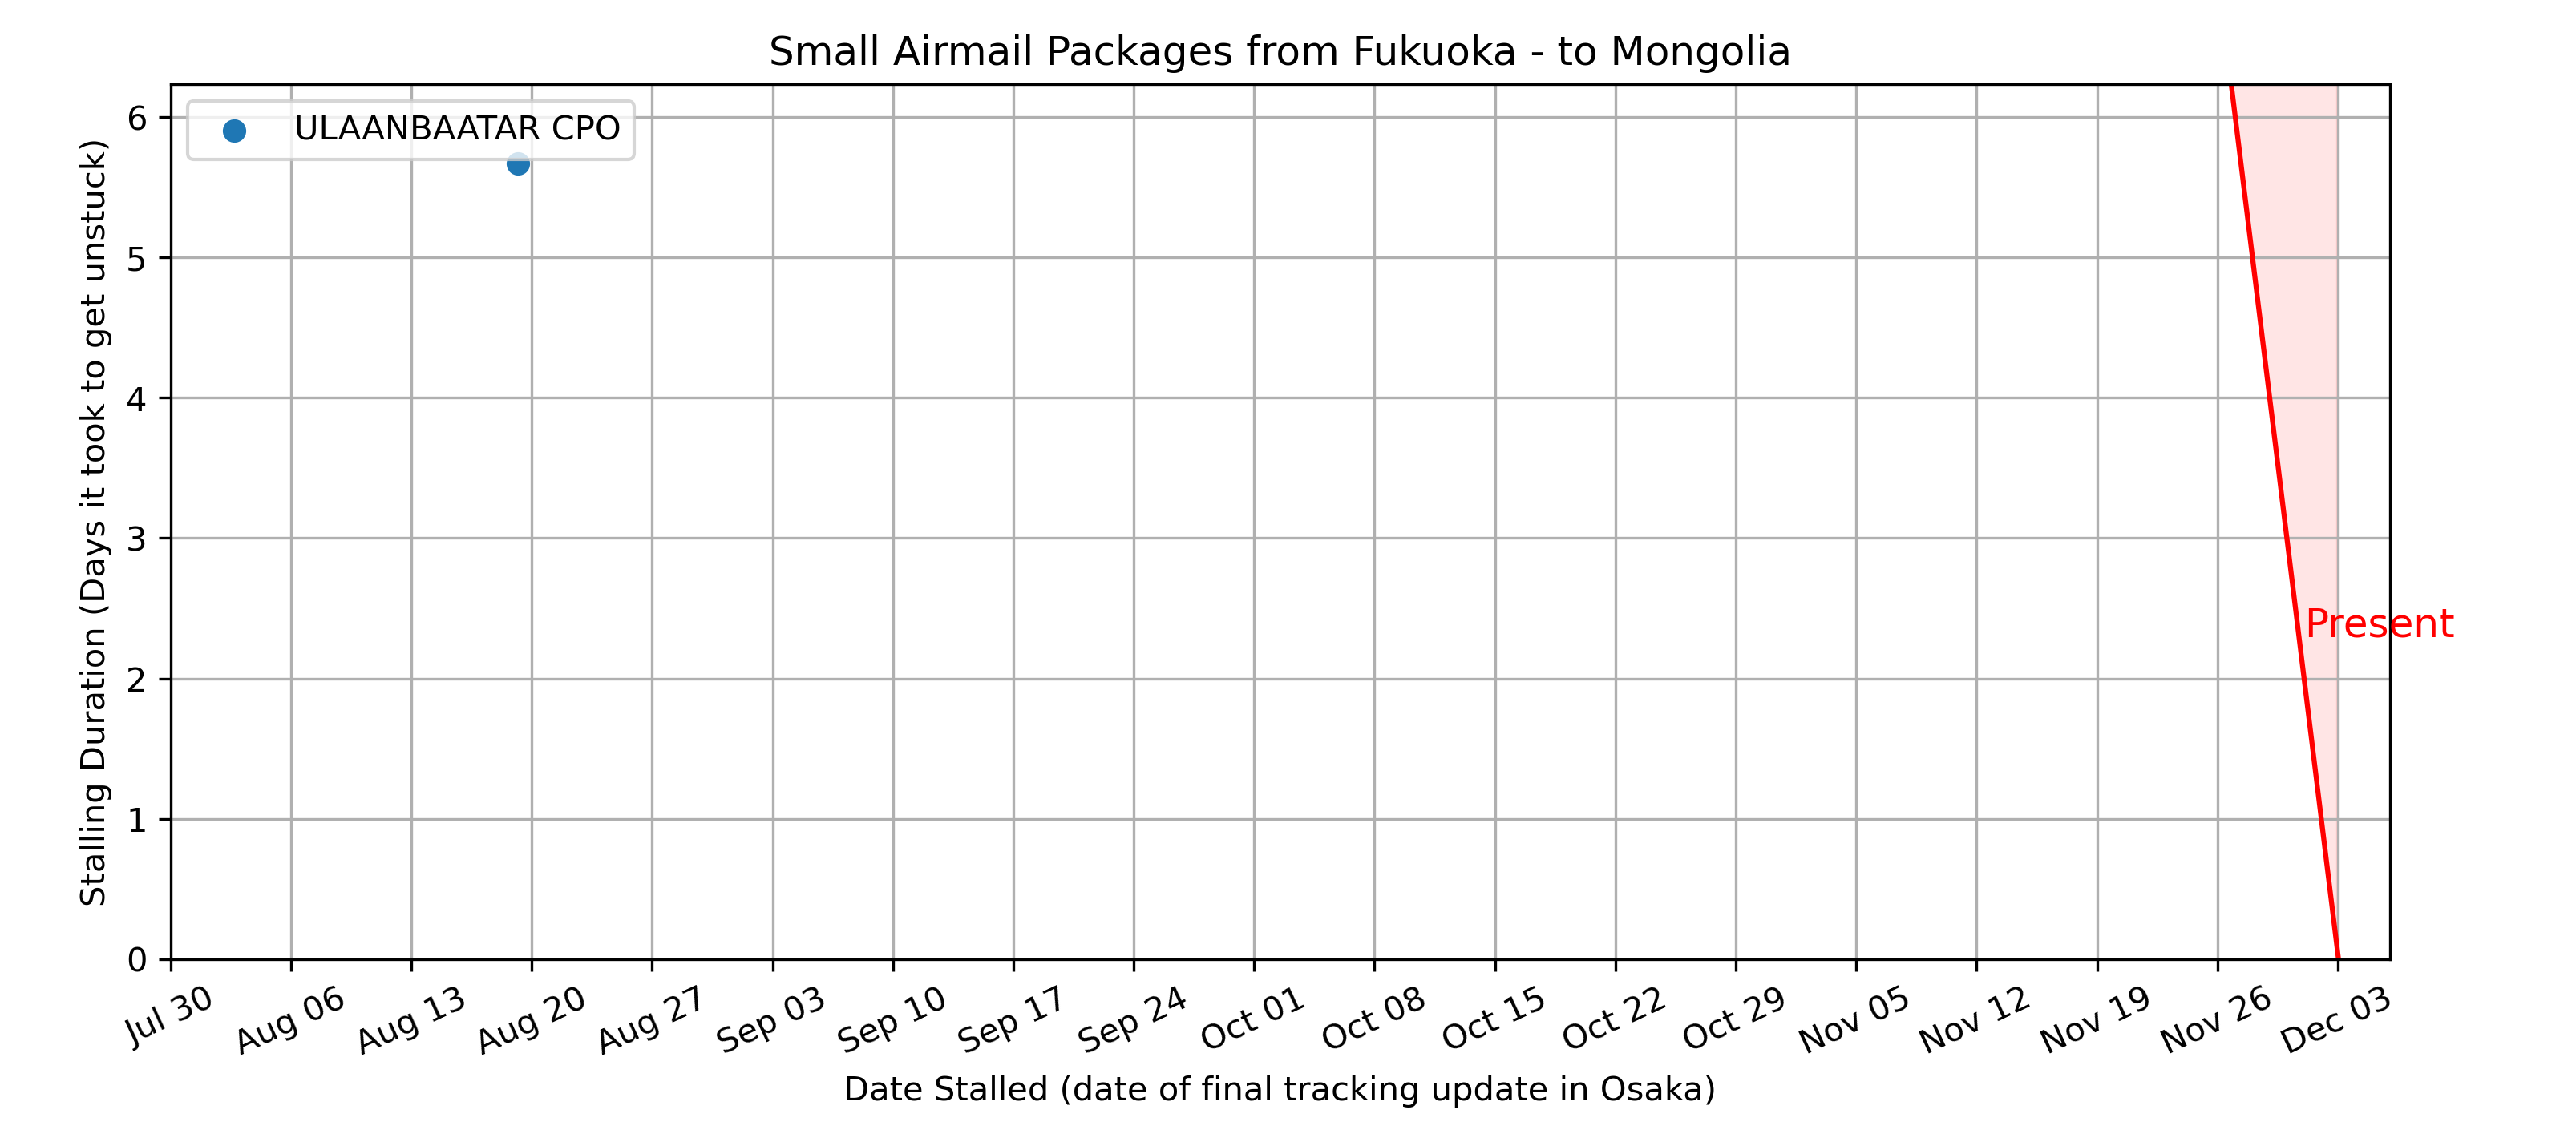 Small Airmail Packages from Fukuoka - to Mongolia
ULAANBAATAR CPO
Stalling Duration (Days it took to get unstuck)
6
5
4
3
2
1
0
Present
Jul 30
Aug 06
Aug 13
Aug 20
Aug 27
Sep 03
Sep 10
Sep 17
Sep 24
Oct 01
Oct 08
Oct 15
Oct 22
Oct 29
Nov 05
Nov 12
Nov 19
Nov 26
Dec 03
Date Stalled (date of final tracking update in Osaka)